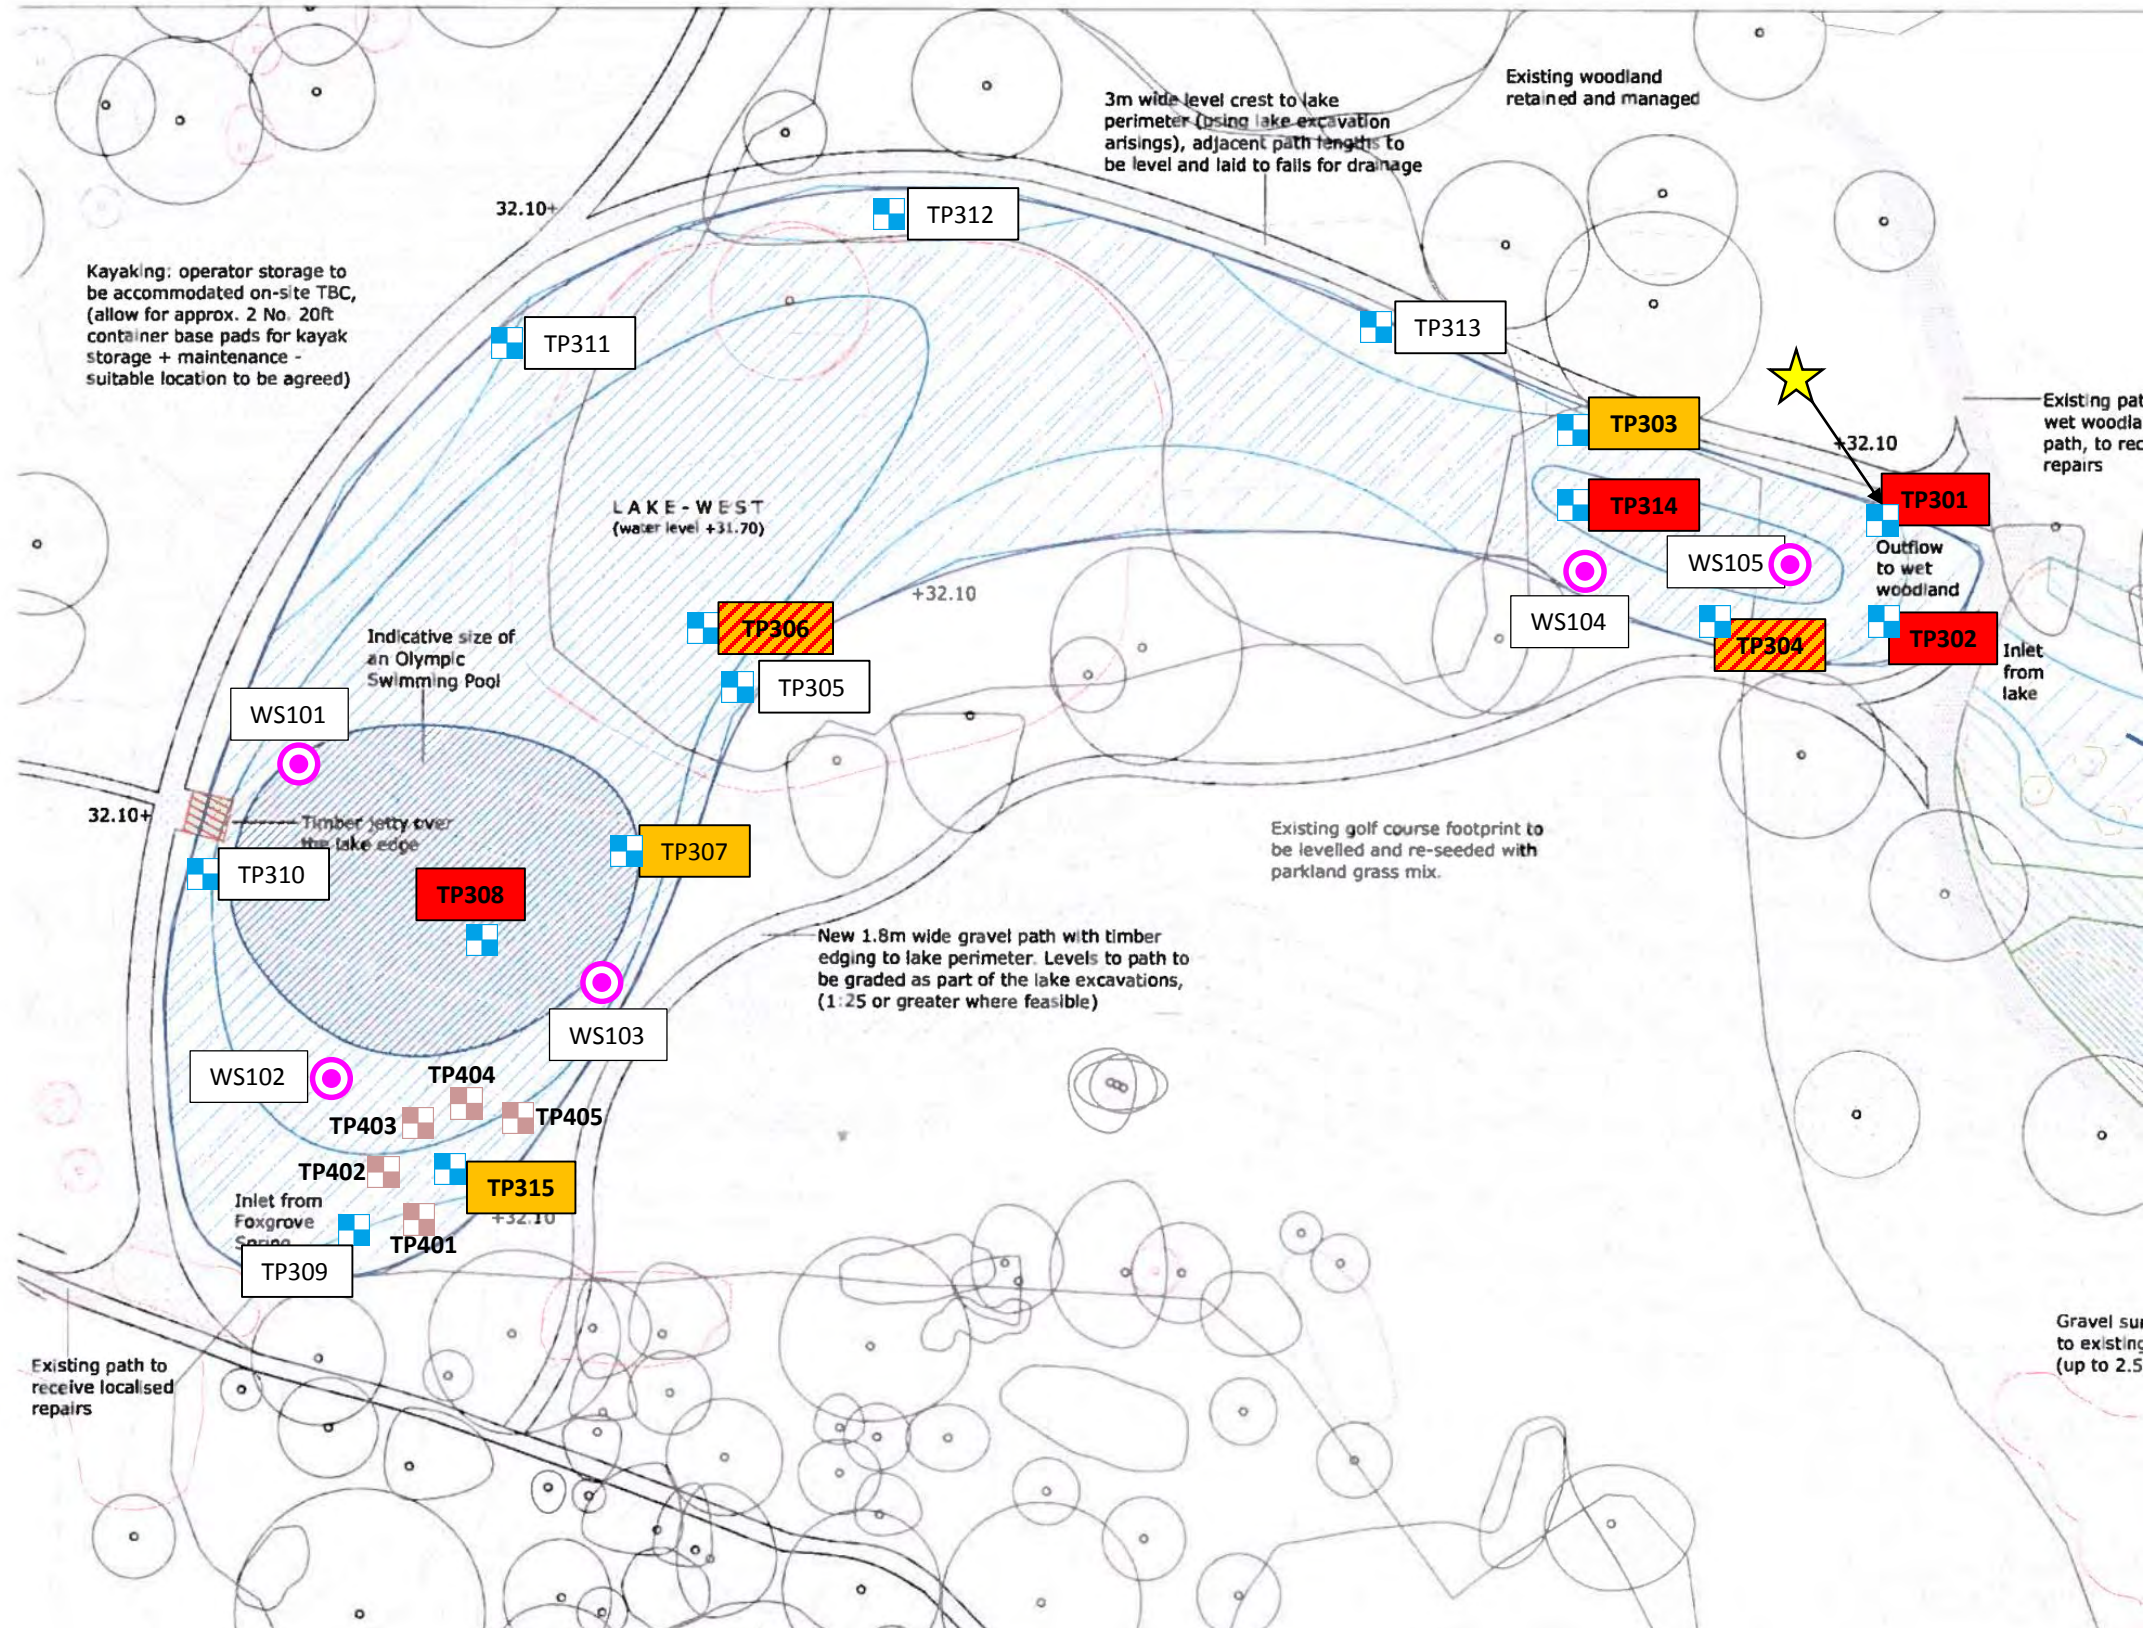 Existing woodland
retained and managed
3m wide level crest to lake
perimeter (using lake excavation
arisings), adjacent path lengths to
be level and laid to falls for drainage
32.10+
TP312
Kayaking: operator storage to
be accommodated on-site TBC,
(allow for approx. 2 No. 20ft
container base pads for kayak
storage + maintenance -
suitable location to be agreed)
TP311
TP313
TP303
+32.10
Existing pat
wet woodla
path, to rec
repairs
LAKE-WEST
(water level +31.70)
TP314
TP301
WS105
Outflow
to wet
woodland
+32.10
WS104
TP306
TP304
TP302
Inlet
from
lake
Indicative size of
an Olympic
Swimming Pool
TP305
WS101
32.10+
Timber jetty over
the lake edge
TP310
TP307
TP308
Existing golf course footprint to
be levelled and re-seeded with
parkland grass mix.
New 1.8m wide gravel path with timber
edging to lake perimeter. Levels to path to
be graded as part of the lake excavations,
(1:25 or greater where feasible)
WS103
WS102
TP404
TP403
TP405
TP402
TP315
+32.10
Inlet from
Foxgrove
Spring
TP401
TP309
Existing path to
receive localised
repairs
Gravel sur
to existing
(up to 2.5